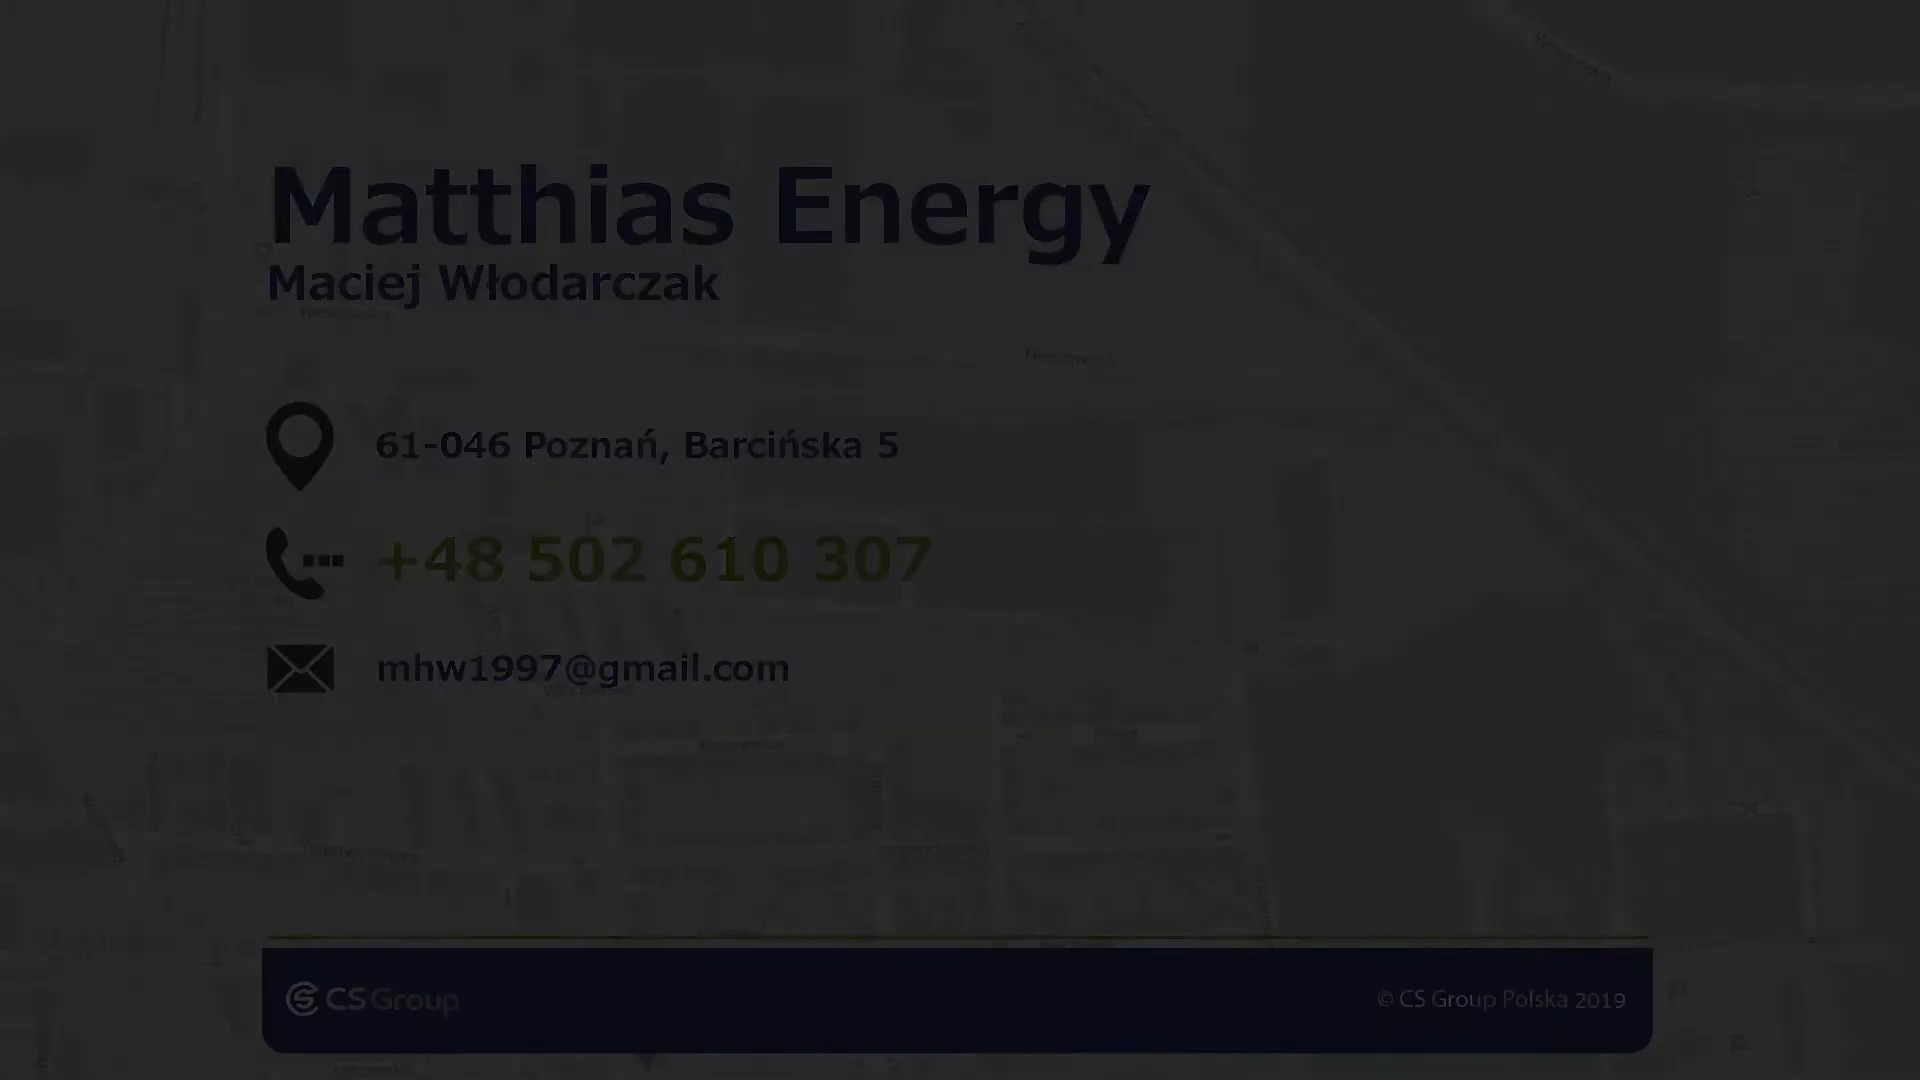 Matthias Energy
Maciej Włodarczak
61-046 Poznań, Barcińska 5
+48 502 610 307
mhw1997@gmail.com
CS Group
© CS Group Polska 2019